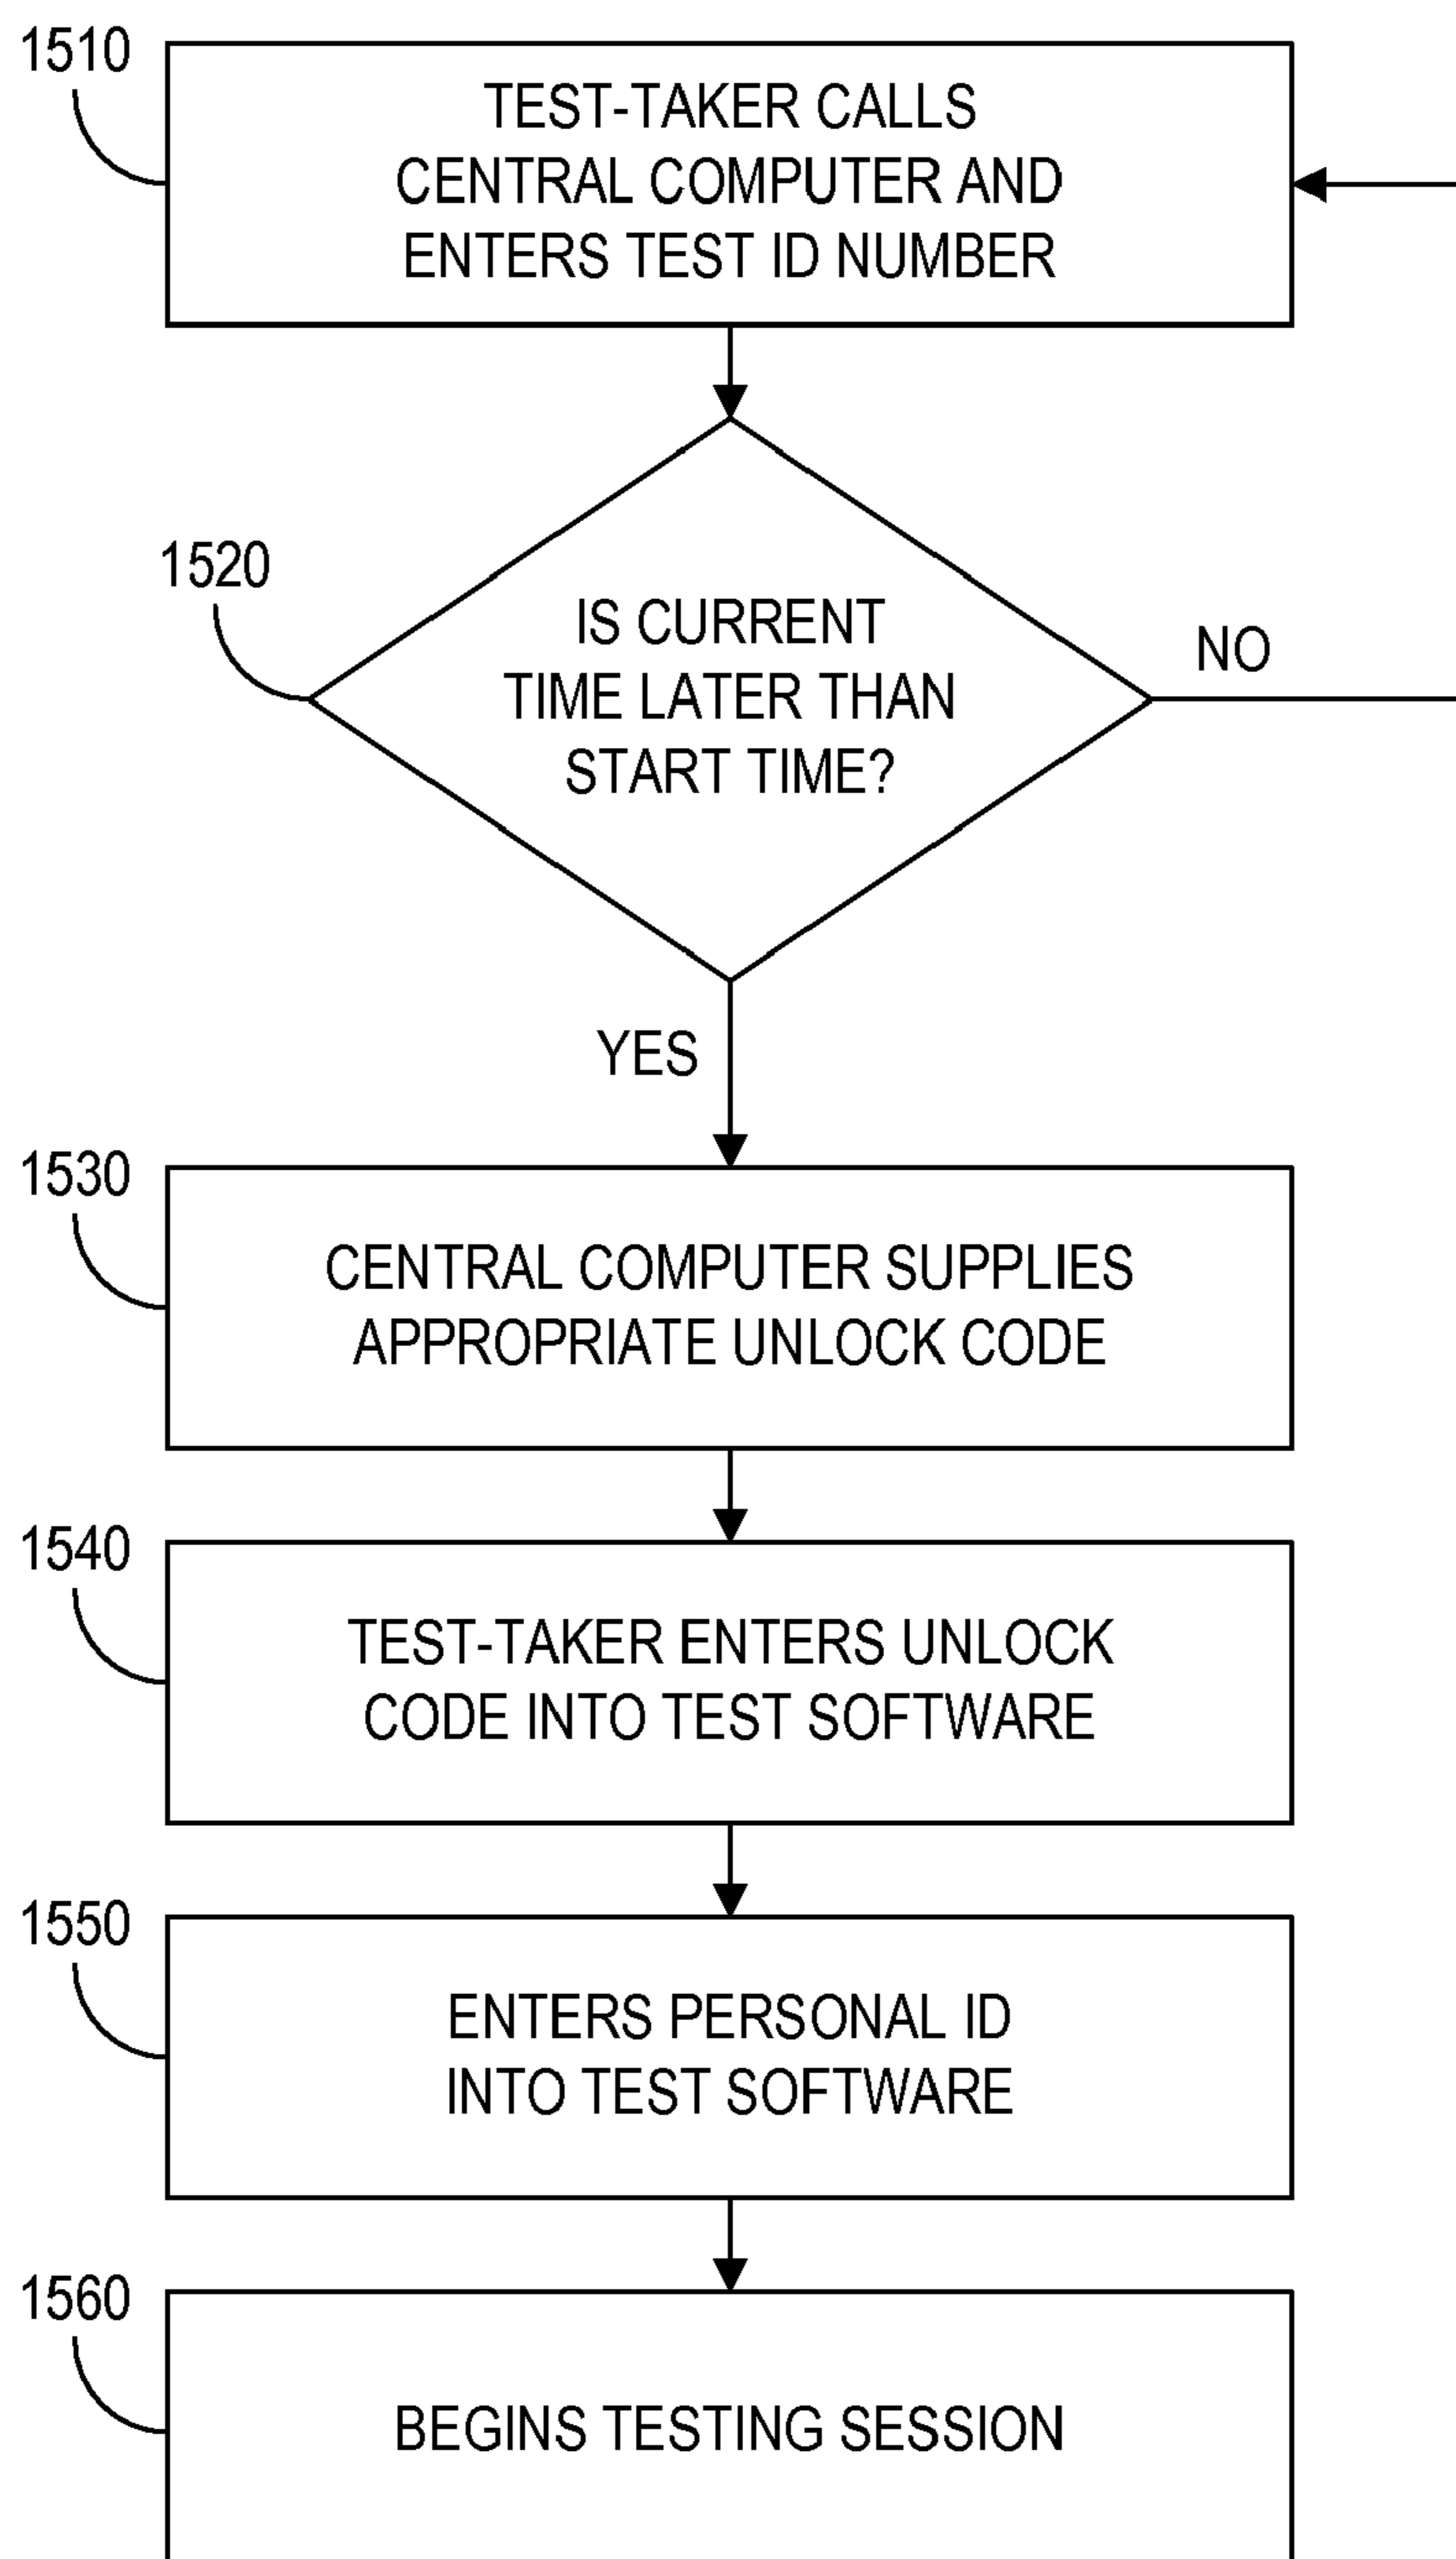 1510
TEST-TAKER CALLS
CENTRAL COMPUTER AND
ENTERS TEST ID NUMBER
1520
IS CURRENT
TIME LATER THAN
START TIME?
NO
YES
1530
CENTRAL COMPUTER SUPPLIES
APPROPRIATE UNLOCK CODE
1540
TEST-TAKER ENTERS UNLOCK
CODE INTO TEST SOFTWARE
1550
ENTERS PERSONAL ID
INTO TEST SOFTWARE
1560
BEGINS TESTING SESSION